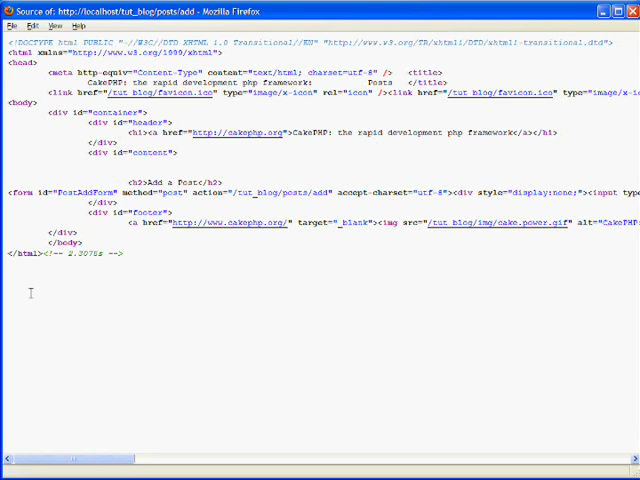 Source of: http://localhost/tut_blog/posts/add - Mozilla Firefox
File Edit View Help
<!DOCTYPE html PUBLIC "-//W3C//DTD XHTML 1.0 Transitional//EN" "http://www.w3.org/TR/xhtml1/DTD/xhtml1-transitional.dtd">
<html xmlns="http://www.w3.org/1999/xhtml">
<head>
<meta http-equiv="Content-Type" content="text/html; charset=utf-8" /> <title>
CakePHP: the rapid development php framework: Posts </title>
<link href="/tut_blog/favicon.ico" type="image/x-icon" rel="icon" /><link href="/tut_blog/favicon.ico" type="image/x-ic
<body>
<div id="container">
<div id="header">
<h1><a href="http://cakephp.org">CakePHP: the rapid development php framework</a></h1>
</div>
<div id="content">
<h2>Add a Post</h2>
<form id="PostAddForm" method="post" action="/tut_blog/posts/add" accept-charset="utf-8"><div style="display:none;"><input type
</div>
<div id="footer">
<a href="http://www.cakephp.org/" target="_blank"><img src="/tut_blog/img/cake.power.gif" alt="CakePHP:
</div>
</div>
</body>
</html><!-- 2.3078s -->